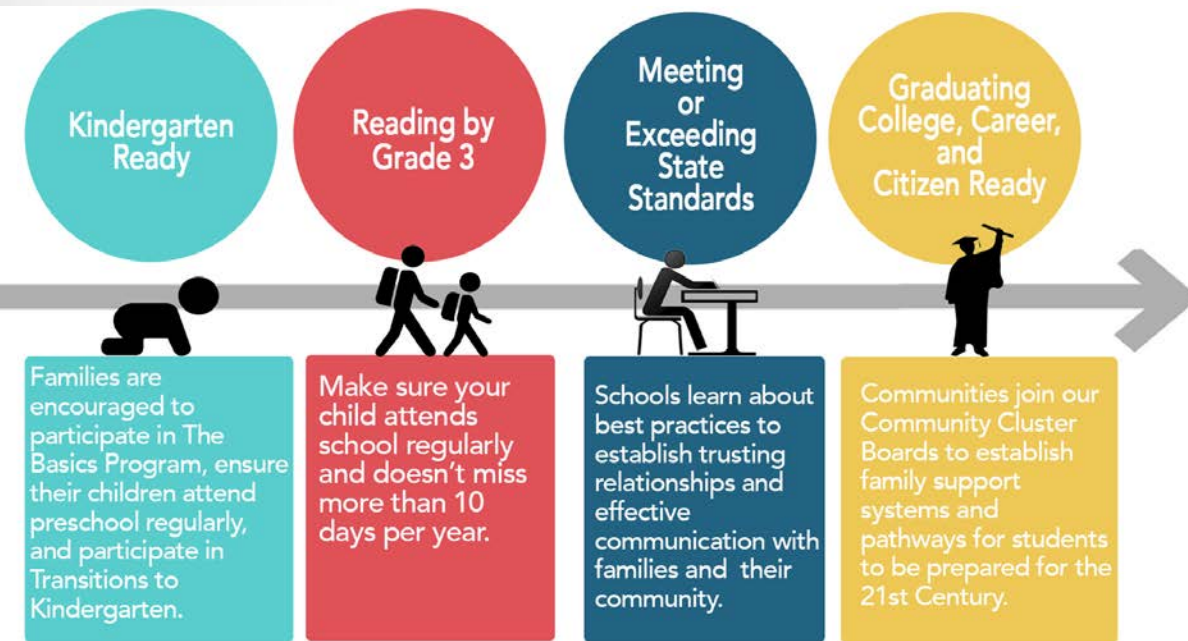 Kindergarten
Ready
Reading by
Grade 3
Meeting
or
Exceeding
State
Standards
Graduating
College, Career,
and
Citizen Ready
Families are
encouraged to
participate in The
Basics Program, ensure
their children attend
preschool regularly,
and participate in
Transitions to
Kindergarten.
Make sure your
child attends
school regularly
and doesn't miss
more than 10
days per year.
Schools learn about
best practices to
establish trusting
relationships and
effective
communication with
families and their
community.
Communities join our
Community Cluster
Boards to establish
family support
systems and
pathways for students
to be prepared for the
21st Century.